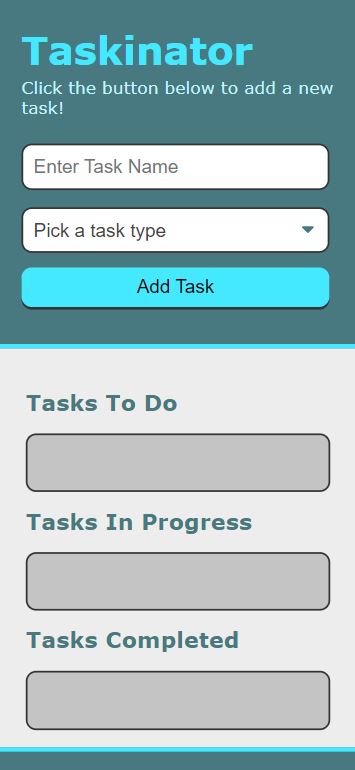 Taskinator
Click the button below to add a new
task!
Enter Task Name
Pick a task type
Add Task
Tasks To Do
Tasks In Progress
Tasks Completed